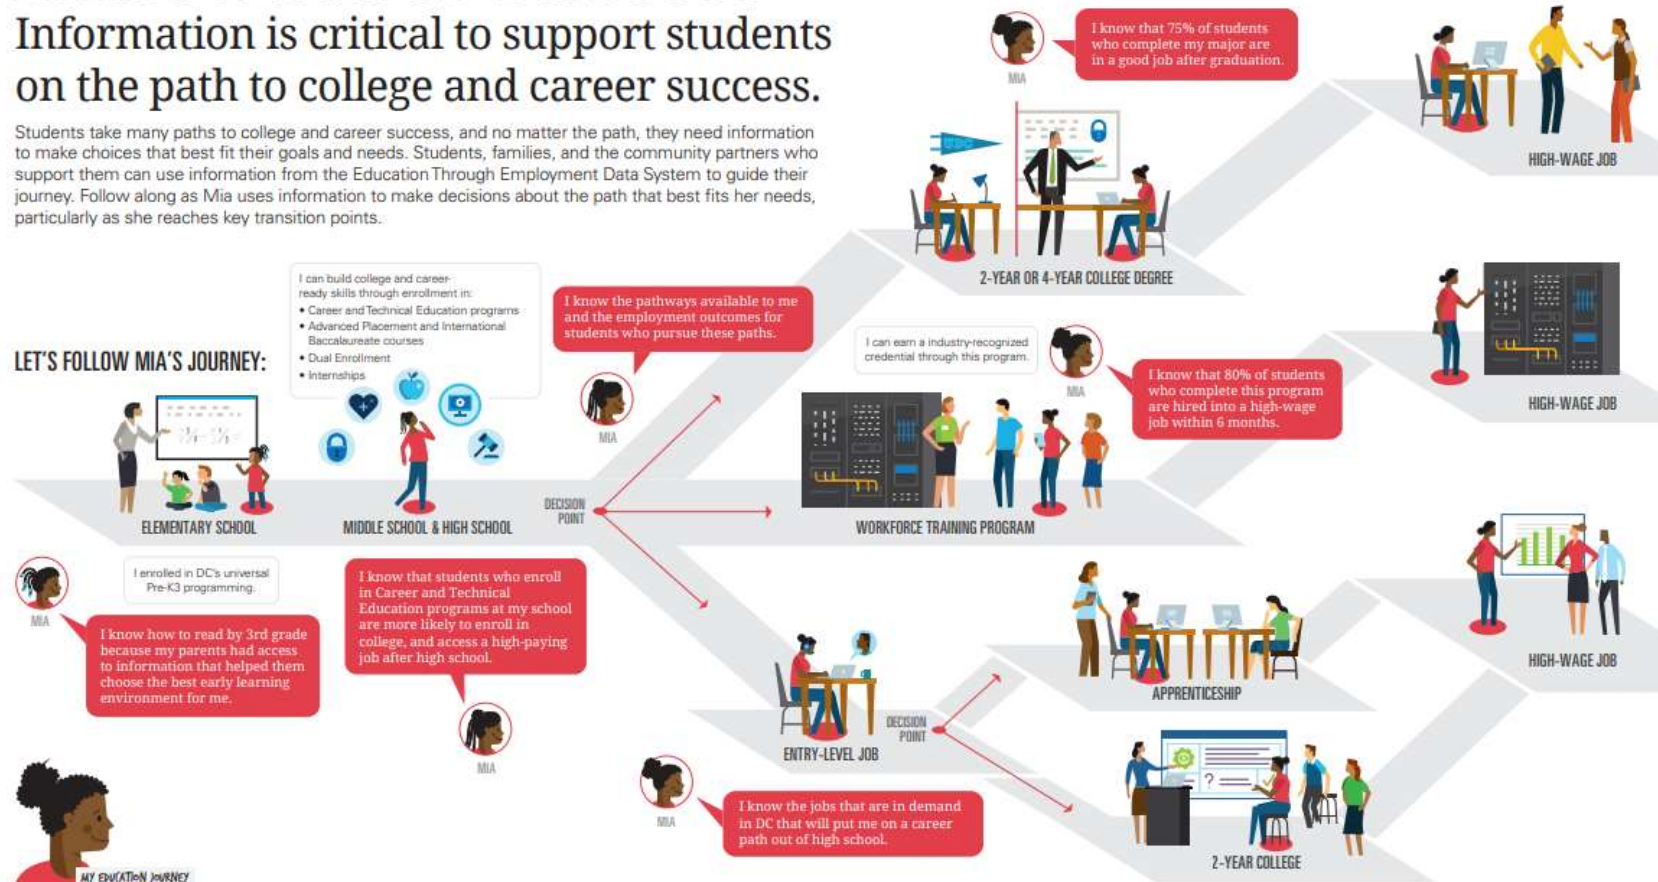 Information is critical to support students
on the path to college and career success.
Students take many paths to college and career success, and no matter the path, they need information
to make choices that best fit their goals and needs. Students, families, and the community partners who
support them can use information from the Education Through Employment Data System to guide their
journey. Follow along as Mia uses information to make decisions about the path that best fits her needs,
particularly as she reaches key transition points.
LET'S FOLLOW MIA'S JOURNEY:
ELEMENTARY SCHOOL
MIA
I enrolled in DC's universal
Pre-K3 programming.
I know how to read by 3rd grade
because my parents had access
to information that helped them
choose the best early learning
environment for me.
I can build college and career-
ready skills through enrollment in:
• Career and Technical Education programs
• Advanced Placement and International
Baccalaureate courses
• Dual Enrollment
• Internships
MIDDLE SCHOOL & HIGH SCHOOL
I know that students who enroll
in Career and Technical
Education programs at my school
are more likely to enroll in
college, and access a high-paying
job after high school.
MIA
I know the pathways available to me
and the employment outcomes for
students who pursue these paths.
MIA
DECISION
POINT
MIA
I know that 75% of students
who complete my major are
in a good job after graduation.
UDC
2-YEAR OR 4-YEAR COLLEGE DEGREE
HIGH-WAGE JOB
I can earn a industry-recognized
credential through this program.
MIA
I know that 80% of students
who complete this program
are hired into a high-wage
job within 6 months.
WORKFORCE TRAINING PROGRAM
HIGH-WAGE JOB
ENTRY-LEVEL JOB
DECISION
POINT
MIA
I know the jobs that are in demand
in DC that will put me on a career
path out of high school.
APPRENTICESHIP
?
2-YEAR COLLEGE
HIGH-WAGE JOB
MY EDUCATION JOURNEY